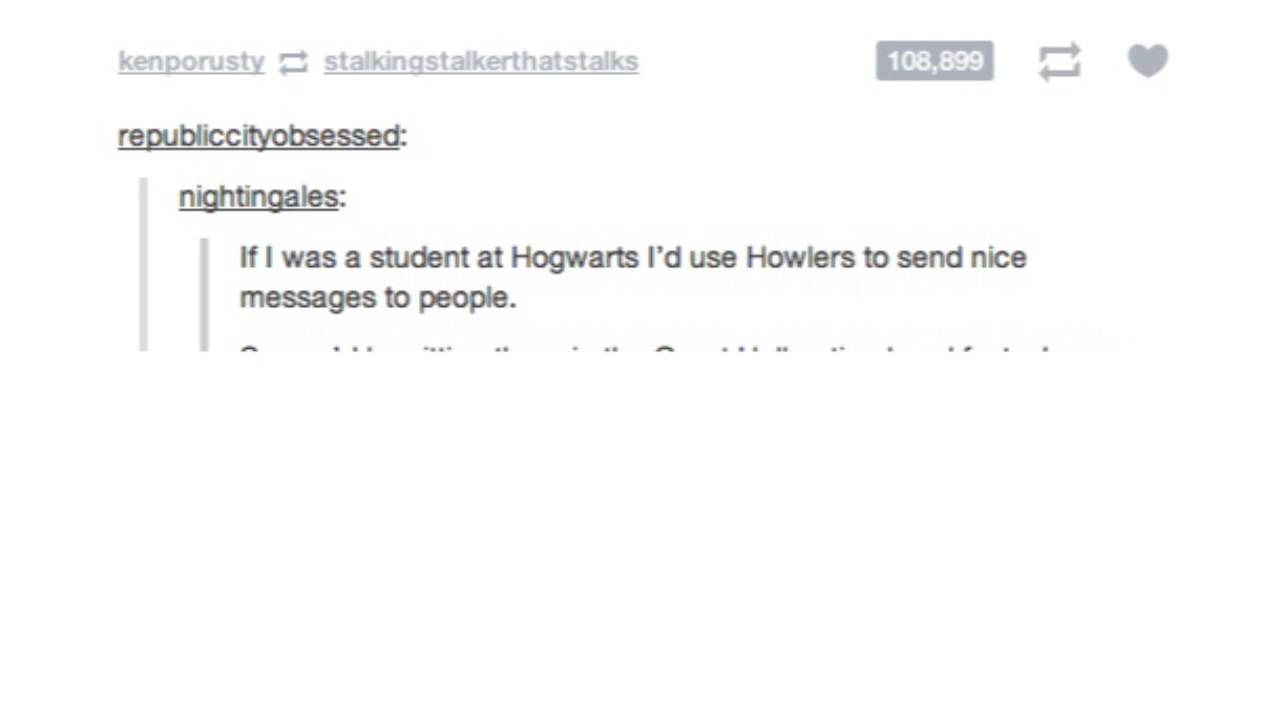 kenporusty stalkingstalkerthatstalks 108,899
republiccityobsessed:
nightingales:
If I was a student at Hogwarts I'd use Howlers to send nice
messages to people.